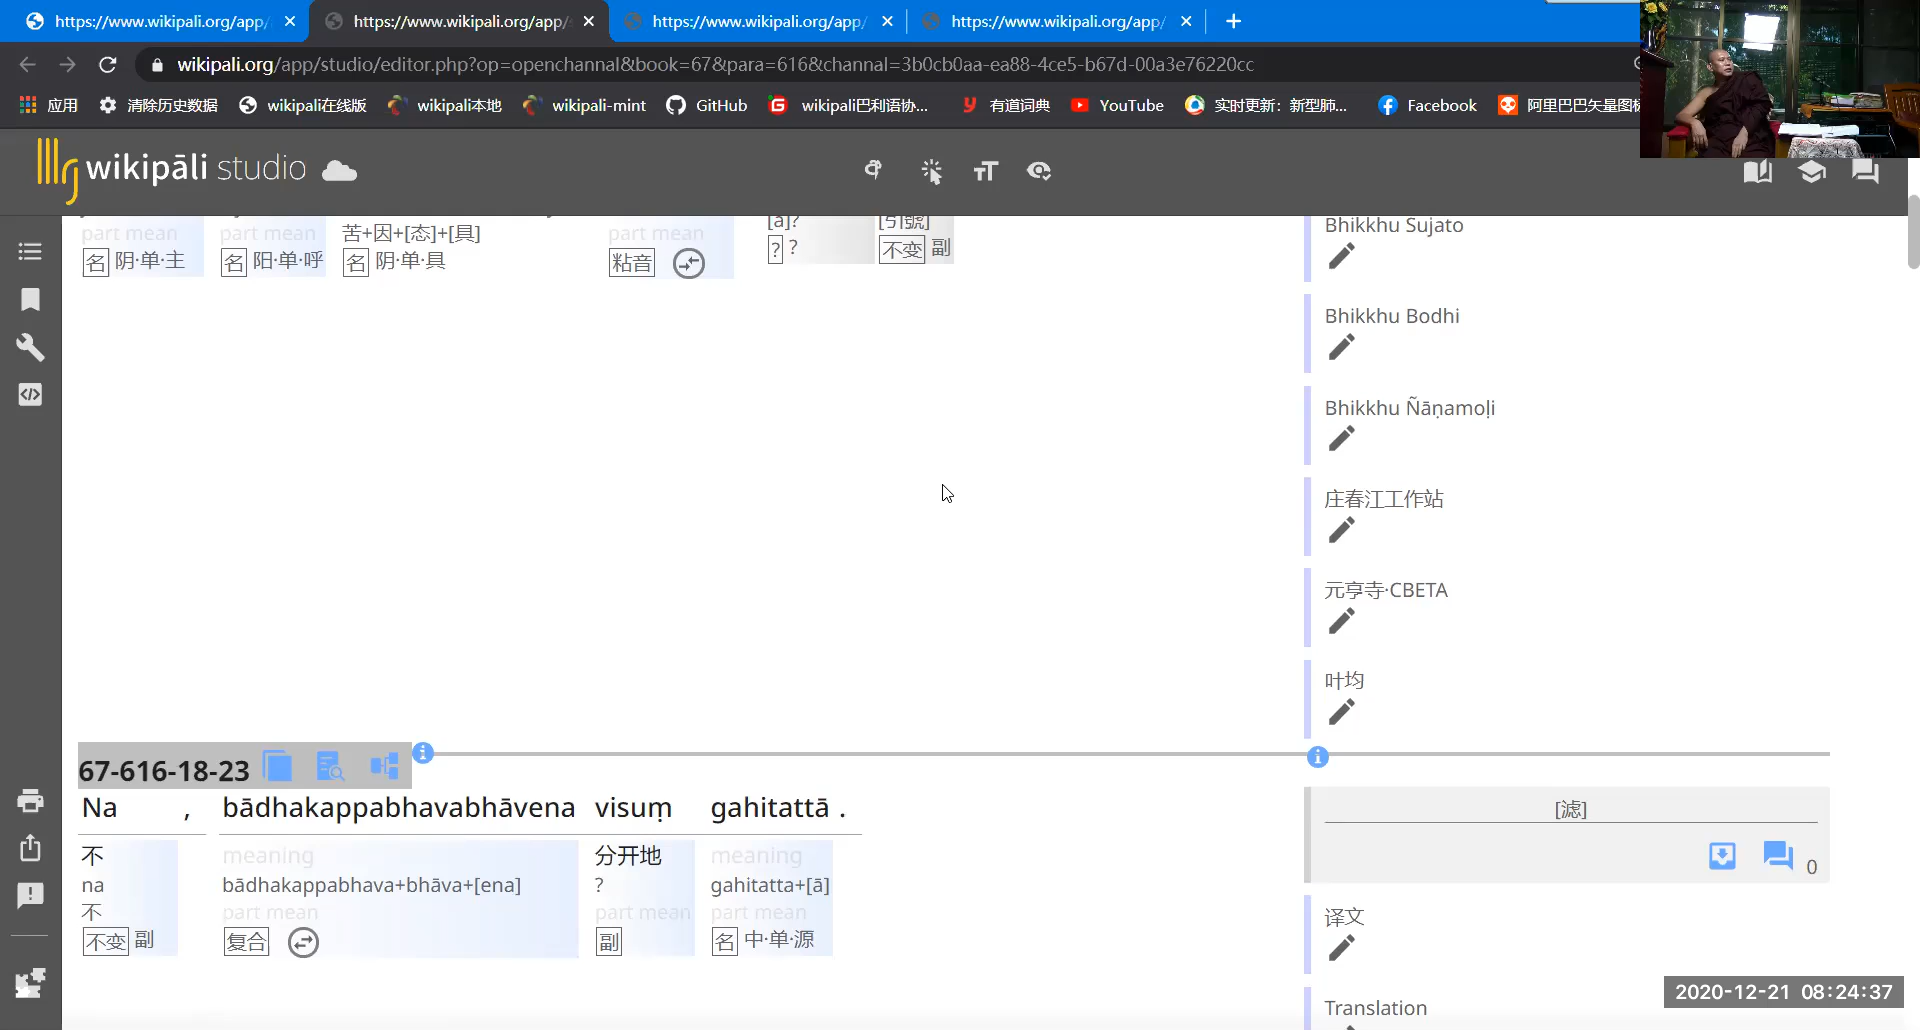 https://www.wikipali.org/app/ https://www.wikipali.org/app/ https://www.wikipali.org/app/ https://www.wikipali.org/app/
wikipali.org/app/studio/editor.php?op=openchannal&book=67&para=616&channal=3b0cb0aa-ea88-4ce5-b67d-00a3e76220cc
应用 清除历史数据 wikipali在线版 wikipali本地 wikipali-mint GitHub wikipali巴利语协... 有道词典 YouTube 实时更新：新型肺... Facebook 阿里巴巴矢量图标
wikipāli studio
[ā]? [引號]
part mean part mean 苦+因+[态]+[具] part mean ? ? 不变 副
名 阴·单·主 名 阳·单·呼 名 阴·单·具 粘音
Bhikkhu Sujato
Bhikkhu Bodhi
Bhikkhu Ñāṇamoḷi
庄春江工作站
元亨寺·CBETA
叶均
67-616-18-23
Na , bādhakappabhavabhāvena visuṃ gahitattā .
不 meaning 分开地 meaning
na bādhakappabhava+bhāva+[ena] ? gahitatta+[ā]
不 part mean part mean part mean
不变 副 复合 副 名 中·单·源
[滤]
0
译文
Translation
2020-12-21 08:24:37